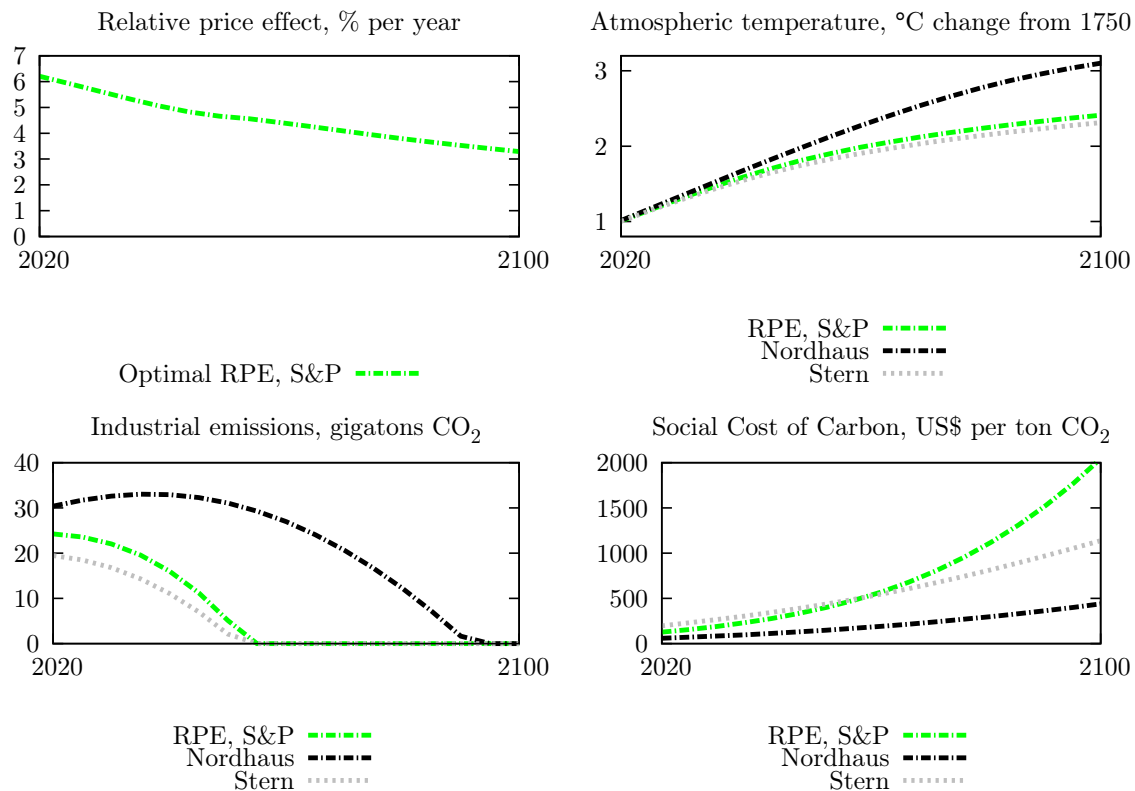 Relative price effect, % per year
7
6
5
4
3
2
1
0
2020 2100
Optimal RPE, S&P
Atmospheric temperature, °C change from 1750
3
2
1
2020 2100
RPE, S&P
Nordhaus
Stern
Industrial emissions, gigatons CO2
40
30
20
10
0
2020 2100
RPE, S&P
Nordhaus
Stern
Social Cost of Carbon, US$ per ton CO2
2000
1500
1000
500
0
2020 2100
RPE, S&P
Nordhaus
Stern